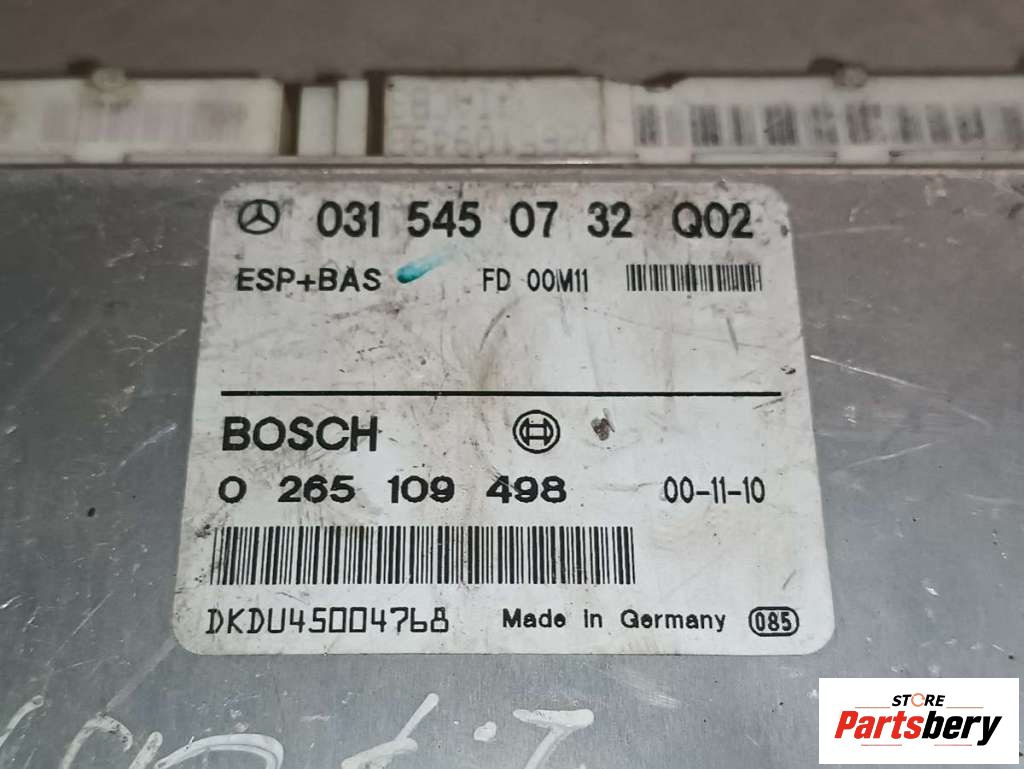 031 545 07 32 Q02
ESP+BAS FD 00M11
BOSCH
0 265 109 498 00-11-10
DKDU45004768 Made in Germany 085
STORE
Partsbery